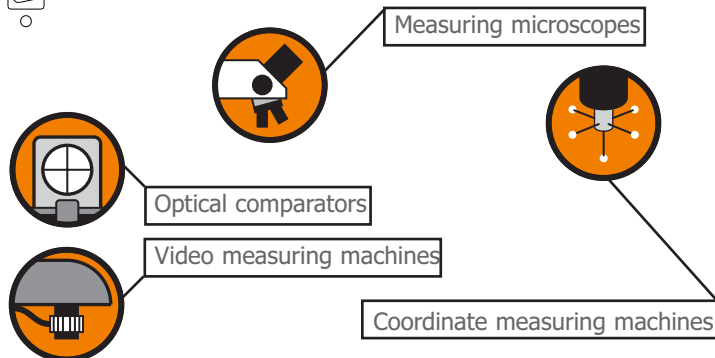 Measuring microscopes
Optical comparators
Video measuring machines
Coordinate measuring machines